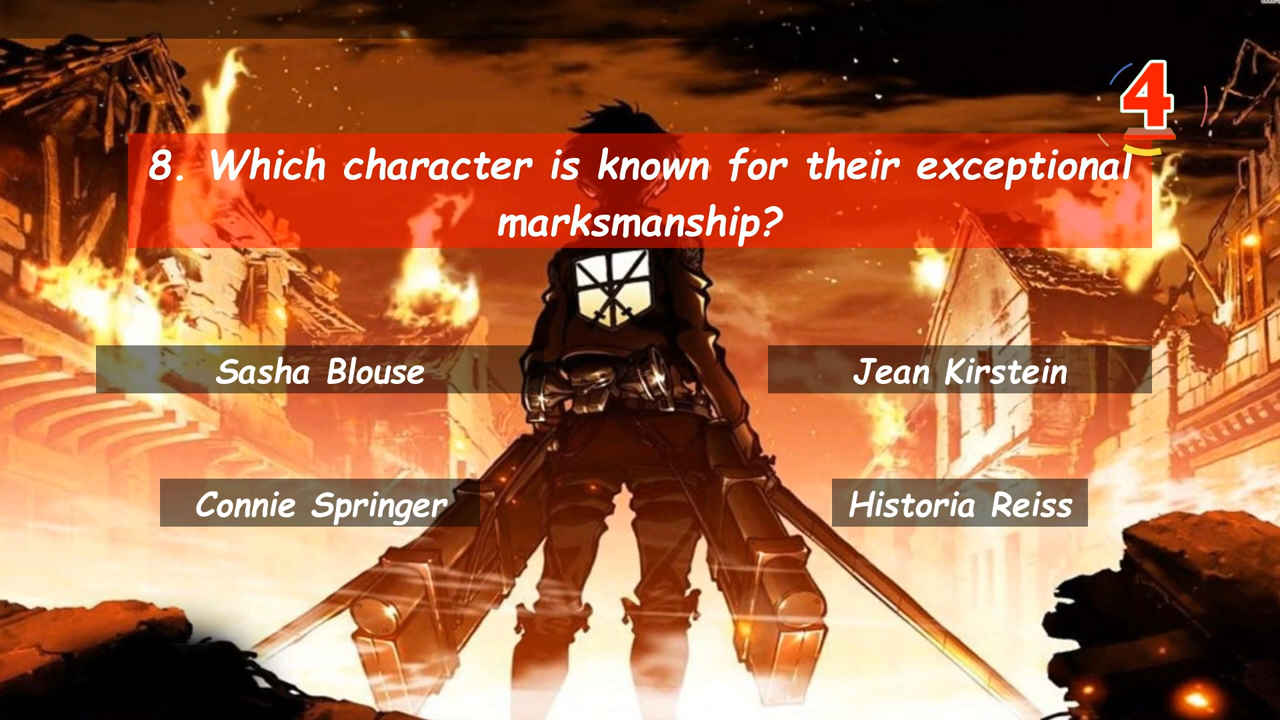 4
8. Which character is known for their exceptional
marksmanship?
Sasha Blouse
Jean Kirstein
Connie Springer
Historia Reiss